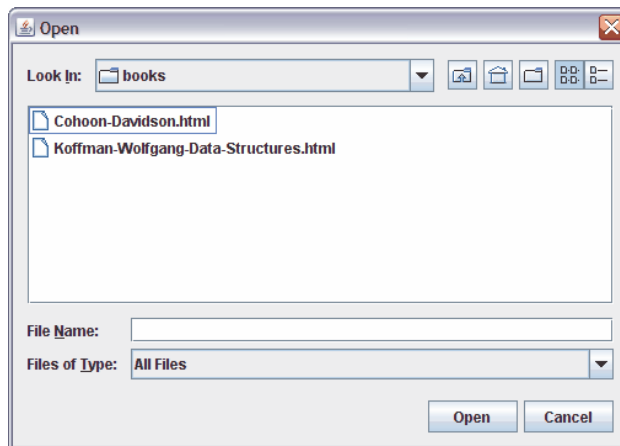 Open
Look In: books
Cohoon-Davidson.html
Koffman-Wolfgang-Data-Structures.html
File Name:
Files of Type: All Files
Open Cancel